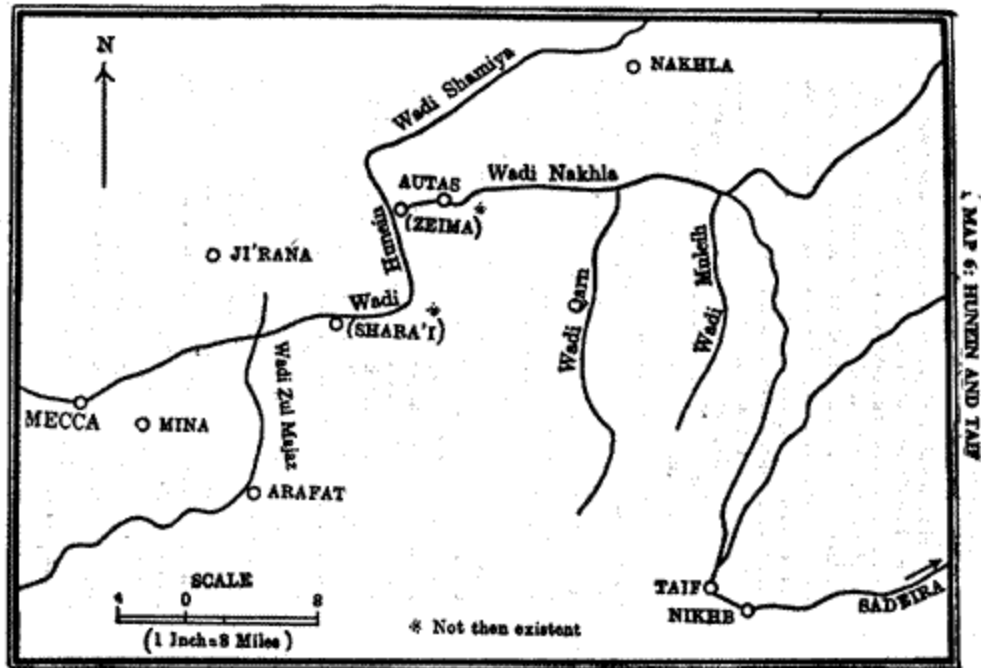 N
Wadi Shamiya
NAKHLA
AUTAS
Wadi Nakhla
(ZEIMA)*
Hunein
JI'RANA
Wadi
(SHARA'I)*
Wadi Qarn
Wadi Muleih
Wadi Zul Majaz
MECCA
MINA
ARAFAT
SCALE
4 0 8
(1 Inch=8 Miles)
* Not then existent
TAIF
NIKHB
SADEIRA
MAP 6: HUNEIN AND TAIF